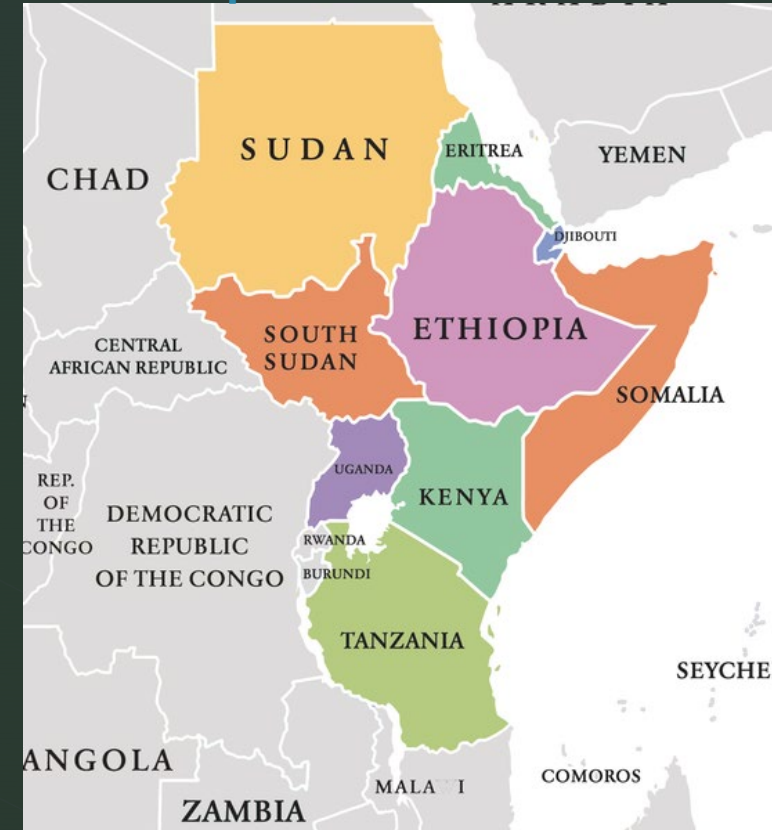 SUDAN
ERITREA
YEMEN
CHAD
DJIBOUTI
ETHIOPIA
SOUTH
SUDAN
CENTRAL
AFRICAN REPUBLIC
SOMALIA
UGANDA
KENYA
REP.
OF
THE
CONGO
DEMOCRATIC
REPUBLIC
OF THE CONGO
RWANDA
BURUNDI
TANZANIA
SEYCHE
ANGOLA
COMOROS
MALAWI
ZAMBIA